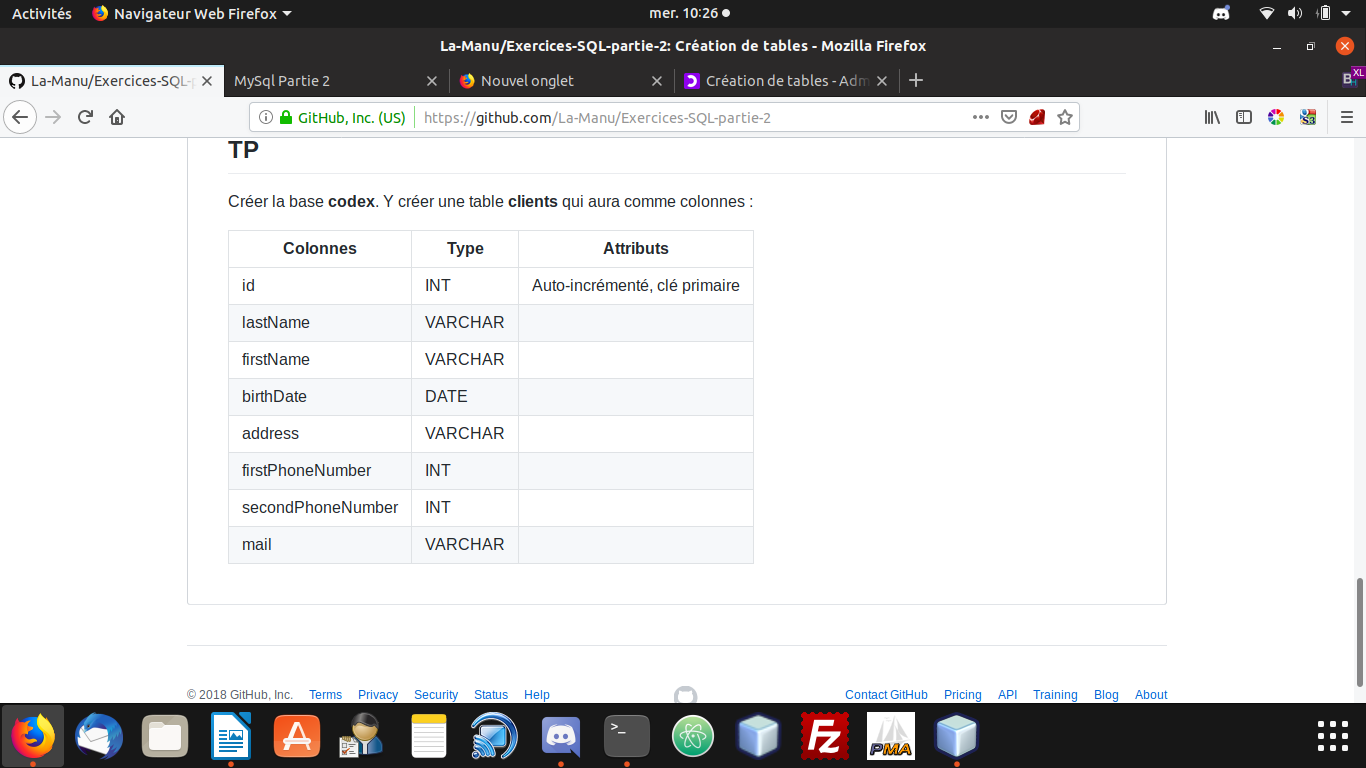 Activités Navigateur Web Firefox mer. 10:26
La-Manu/Exercices-SQL-partie-2: Création de tables - Mozilla Firefox
La-Manu/Exercices-SQL- MySql Partie 2 Nouvel onglet Création de tables - Adm XL
GitHub, Inc. (US) https://github.com/La-Manu/Exercices-SQL-partie-2
TP
Créer la base codex. Y créer une table clients qui aura comme colonnes :
Colonnes Type Attributs
id INT Auto-incrémenté, clé primaire
lastName VARCHAR
firstName VARCHAR
birthDate DATE
address VARCHAR
firstPhoneNumber INT
secondPhoneNumber INT
mail VARCHAR
© 2018 GitHub, Inc. Terms Privacy Security Status Help Contact GitHub Pricing API Training Blog About
>_ Fz PMA